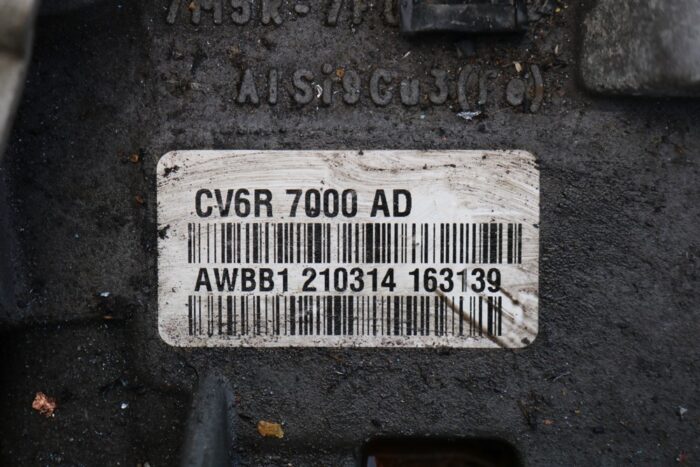 AlSi9Cu3(fe)
CV6R 7000 AD
AWBB1 210314 163139